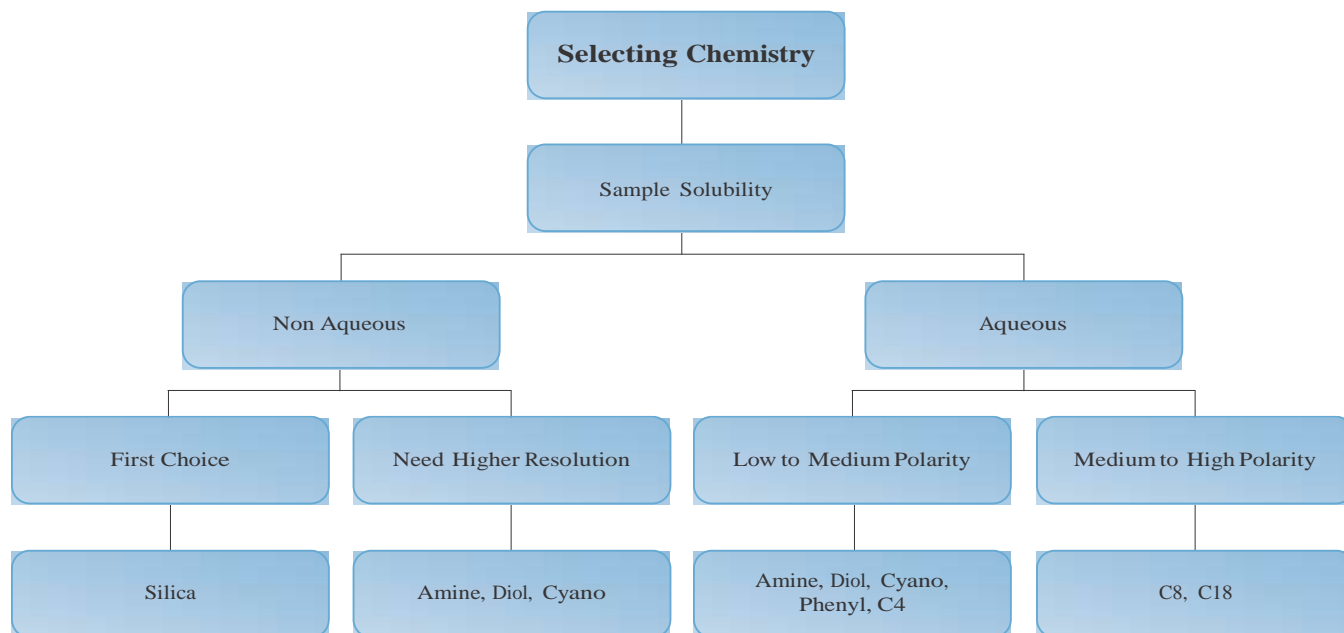 Selecting Chemistry
Sample Solubility
Non Aqueous
Aqueous
First Choice
Need Higher Resolution
Low to Medium Polarity
Medium to High Polarity
Silica
Amine, Diol, Cyano
Amine, Diol, Cyano,
Phenyl, C4
C8, C18